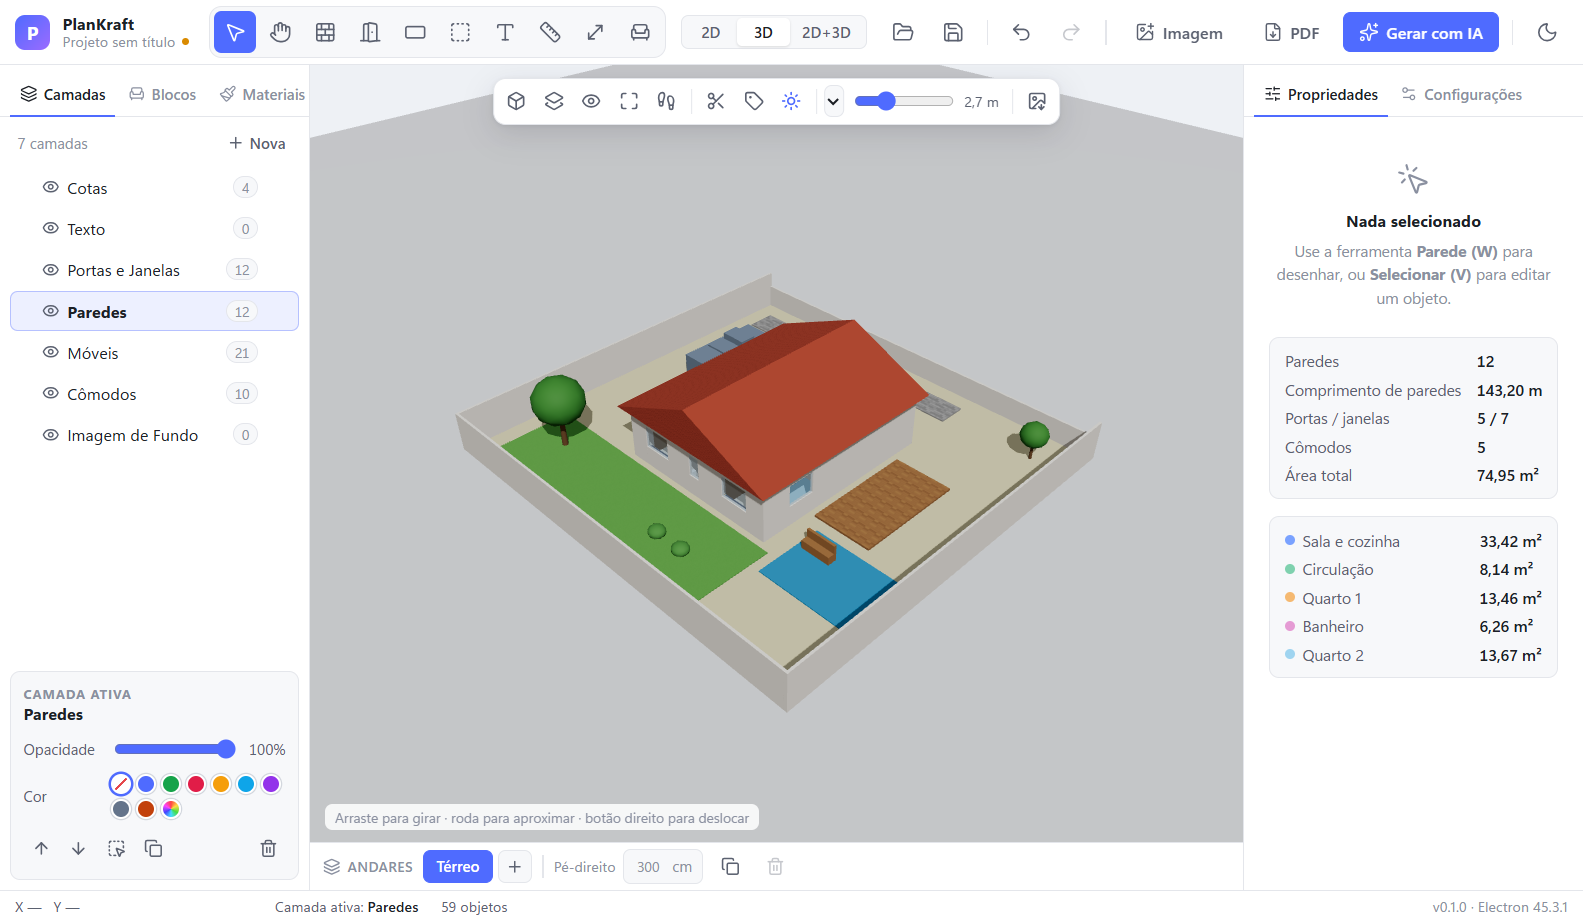 P
PlanKraft
Projeto sem título
2D
3D
2D+3D
Imagem
PDF
Gerar com IA
Camadas
Blocos
Materiais
7 camadas
Nova
Cotas
4
Texto
0
Portas e Janelas
12
Paredes
12
Móveis
21
Cômodos
10
Imagem de Fundo
0
CAMADA ATIVA
Paredes
Opacidade
100%
Cor
2,7 m
Arraste para girar · roda para aproximar · botão direito para deslocar
ANDARES
Térreo
Pé-direito
300 cm
Propriedades
Configurações
Nada selecionado
Use a ferramenta Parede (W) para
desenhar, ou Selecionar (V) para editar
um objeto.
Paredes 12
Comprimento de paredes 143,20 m
Portas / janelas 5 / 7
Cômodos 5
Área total 74,95 m²
Sala e cozinha 33,42 m²
Circulação 8,14 m²
Quarto 1 13,46 m²
Banheiro 6,26 m²
Quarto 2 13,67 m²
X — Y —
Camada ativa: Paredes
59 objetos
v0.1.0 · Electron 45.3.1